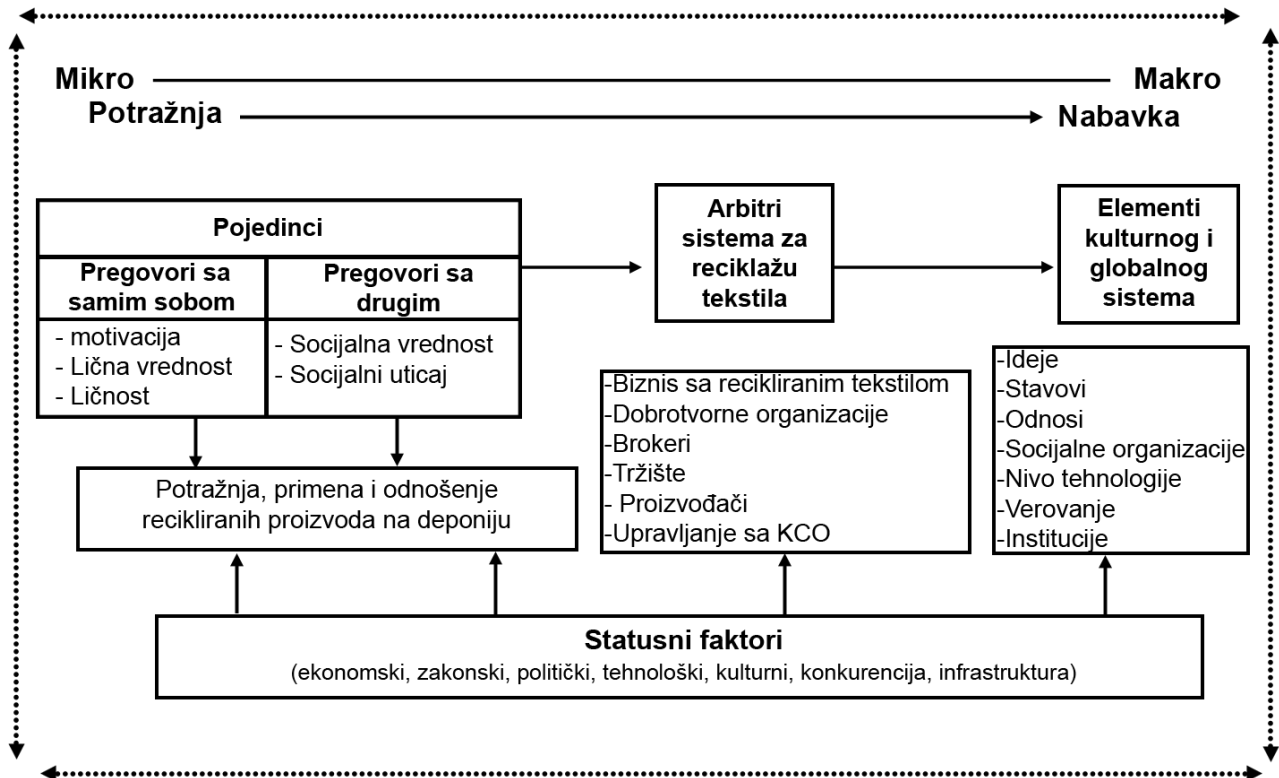 Mikro
Makro
Potražnja
Nabavka
Pojedinci
Pregovori sa
samim sobom
Pregovori sa
drugim
- motivacija
- Lična vrednost
- Ličnost
- Socijalna vrednost
- Socijalni uticaj
Arbitri
sistema za
reciklažu
tekstila
Elementi
kulturnog i
globalnog
sistema
Potražnja, primena i odnošenje
recikliranih proizvoda na deponiju
-Biznis sa recikliranim tekstilom
-Dobrotvorne organizacije
-Brokeri
-Tržište
- Proizvođači
-Upravljanje sa KCO
-Ideje
-Stavovi
-Odnosi
-Socijalne organizacije
-Nivo tehnologije
-Verovanje
-Institucije
Statusni faktori
(ekonomski, zakonski, politički, tehnološki, kulturni, konkurencija, infrastruktura)